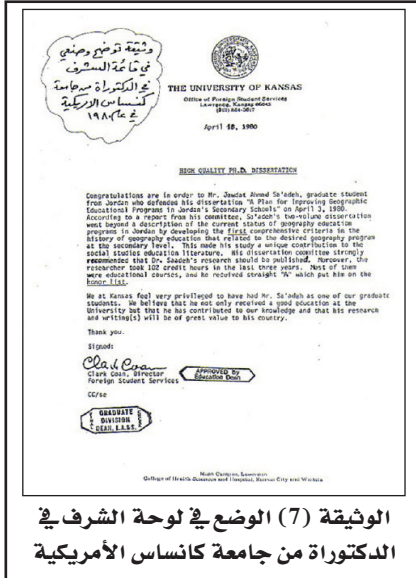 وثيقة توضح وضعي
في قائمة الشرف
في الدكتوراة من جامعة
كنساس الأمريكية
في عام ١٩٨٠
THE UNIVERSITY OF KANSAS
Office of Foreign Student Services
Lawrence, Kansas 66045
April 18, 1980
HIGH QUALITY PH.D. DISSERTATION
Congratulations are in order to Mr. Jawdat Ahmad Sa'adeh, graduate student
from Jordan who defended his dissertation "A Plan for Improving Geographic
Educational Programs in Jordan's Secondary Schools" on April 3, 1980.
According to a report from his committee, Sa'adeh's two-volume dissertation
went beyond a description of the current status of geography education
programs in Jordan by developing the first comprehensive criteria in the
history of geography education that related to the desired geography program
at the secondary level. This made his study a unique contribution to the
social studies education literature. His dissertation committee strongly
recommended that Dr. Saadeh's research should be published. Moreover, the
researcher took 102 credit hours in the last three years. Most of them
were educational courses, and he received straight "A" which put him on the
honor list.
We at Kansas feel very privileged to have had Mr. Sa'adah as one of our graduate
students. We believe that he not only received a good education at the
University but that he has contributed to our knowledge and that his research
and writing(s) will be of great value to his country.
Thank you.
Signed:
Clark Coan
Clark Coan, Director
Foreign Student Services
APPROVED by
Education Dean
CC/se
GRADUATE
DIVISION
DEAN, L.A.S.S.
Main Campus, Lawrence
College of Health Sciences and Hospital, Kansas City and Wichita
الوثيقة (7) الوضع في لوحة الشرف في
الدكتوراة من جامعة كانساس الأمريكية